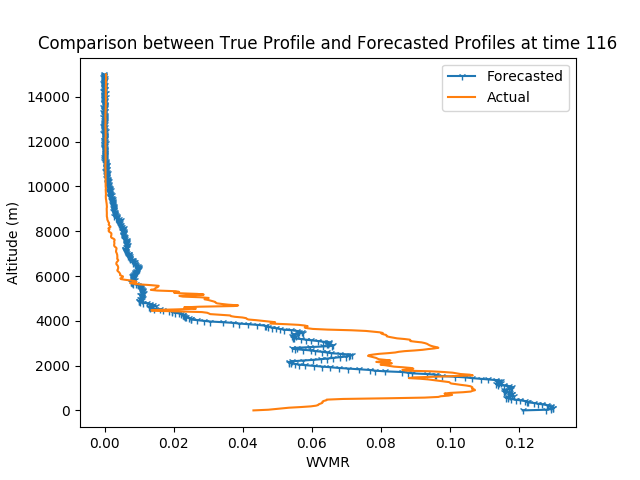 Comparison between True Profile and Forecasted Profiles at time 116
Forecasted
Actual
14000
12000
10000
8000
6000
4000
2000
0
Altitude (m)
0.00 0.02 0.04 0.06 0.08 0.10 0.12
WVMR